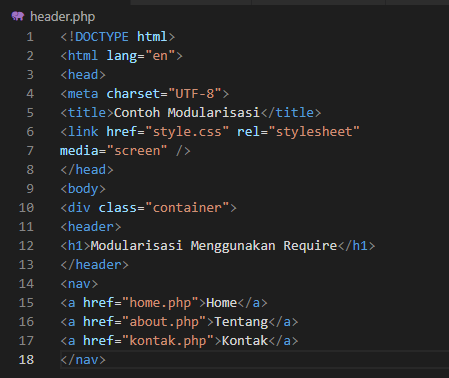 header.php
1 <!DOCTYPE html>
2 <html lang="en">
3 <head>
4 <meta charset="UTF-8">
5 <title>Contoh Modularisasi</title>
6 <link href="style.css" rel="stylesheet"
7 media="screen" />
8 </head>
9 <body>
10 <div class="container">
11 <header>
12 <h1>Modularisasi Menggunakan Require</h1>
13 </header>
14 <nav>
15 <a href="home.php">Home</a>
16 <a href="about.php">Tentang</a>
17 <a href="kontak.php">Kontak</a>
18 </nav>